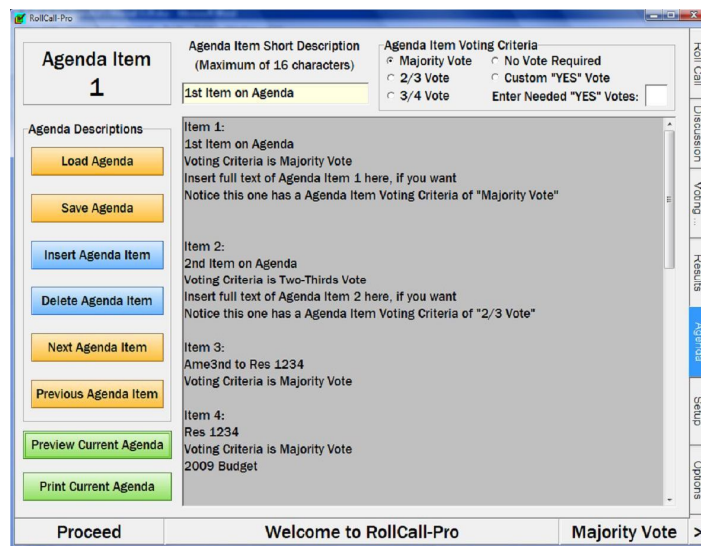 RollCall-Pro
Agenda Item
1
Agenda Item Short Description
(Maximum of 16 characters)
1st Item on Agenda
Agenda Item Voting Criteria
Majority Vote
No Vote Required
2/3 Vote
Custom "YES" Vote
3/4 Vote
Enter Needed "YES" Votes:
Agenda Descriptions
Load Agenda
Save Agenda
Insert Agenda Item
Delete Agenda Item
Next Agenda Item
Previous Agenda Item
Preview Current Agenda
Print Current Agenda
Item 1:
1st Item on Agenda
Voting Criteria is Majority Vote
Insert full text of Agenda Item 1 here, if you want
Notice this one has a Agenda Item Voting Criteria of "Majority Vote"
Item 2:
2nd Item on Agenda
Voting Criteria is Two-Thirds Vote
Insert full text of Agenda Item 2 here, if you want
Notice this one has a Agenda Item Voting Criteria of "2/3 Vote"
Item 3:
Ame3nd to Res 1234
Voting Criteria is Majority Vote
Item 4:
Res 1234
Voting Criteria is Majority Vote
2009 Budget
Roll Call
Discussion
Voting ...
Results
Agenda
Setup
Options
Proceed
Welcome to RollCall-Pro
Majority Vote
>